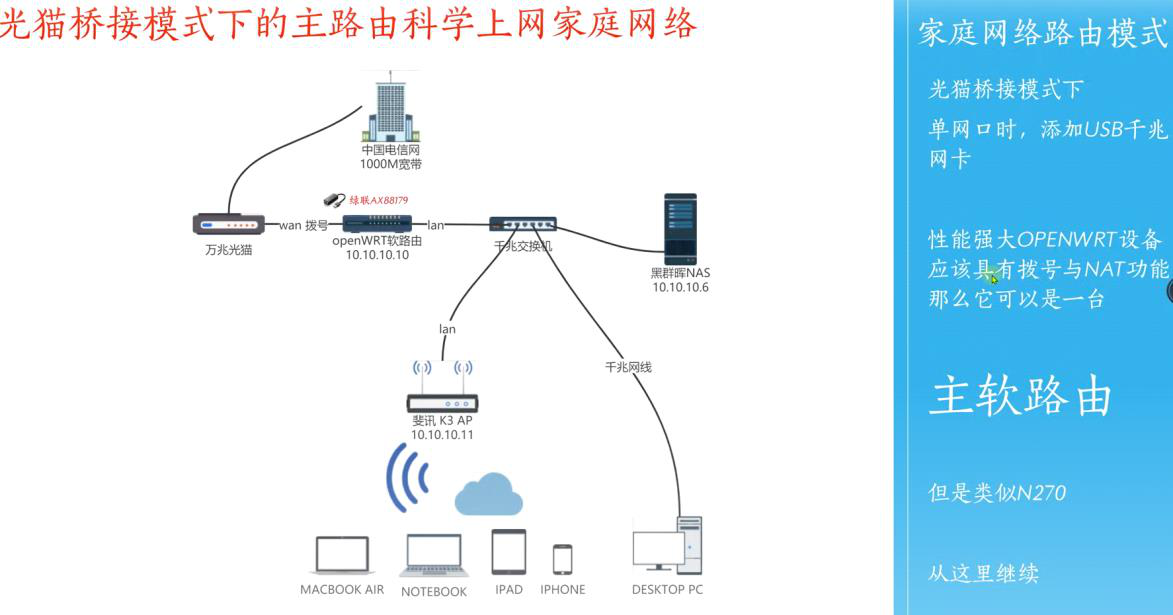 光猫桥接模式下的主路由科学上网家庭网络
中国电信网
1000M宽带
绿联AX88179
wan 拨号
lan
万兆光猫
openWRT软路由
10.10.10.10
千兆交换机
黑群晖NAS
10.10.10.6
lan
千兆网线
斐讯 K3 AP
10.10.10.11
MACBOOK AIR
NOTEBOOK
IPAD
IPHONE
DESKTOP PC
家庭网络路由模式
光猫桥接模式下
单网口时，添加USB千兆
网卡
性能强大OPENWRT设备
应该具有拨号与NAT功能
那么它可以是一台
主软路由
但是类似N270
从这里继续